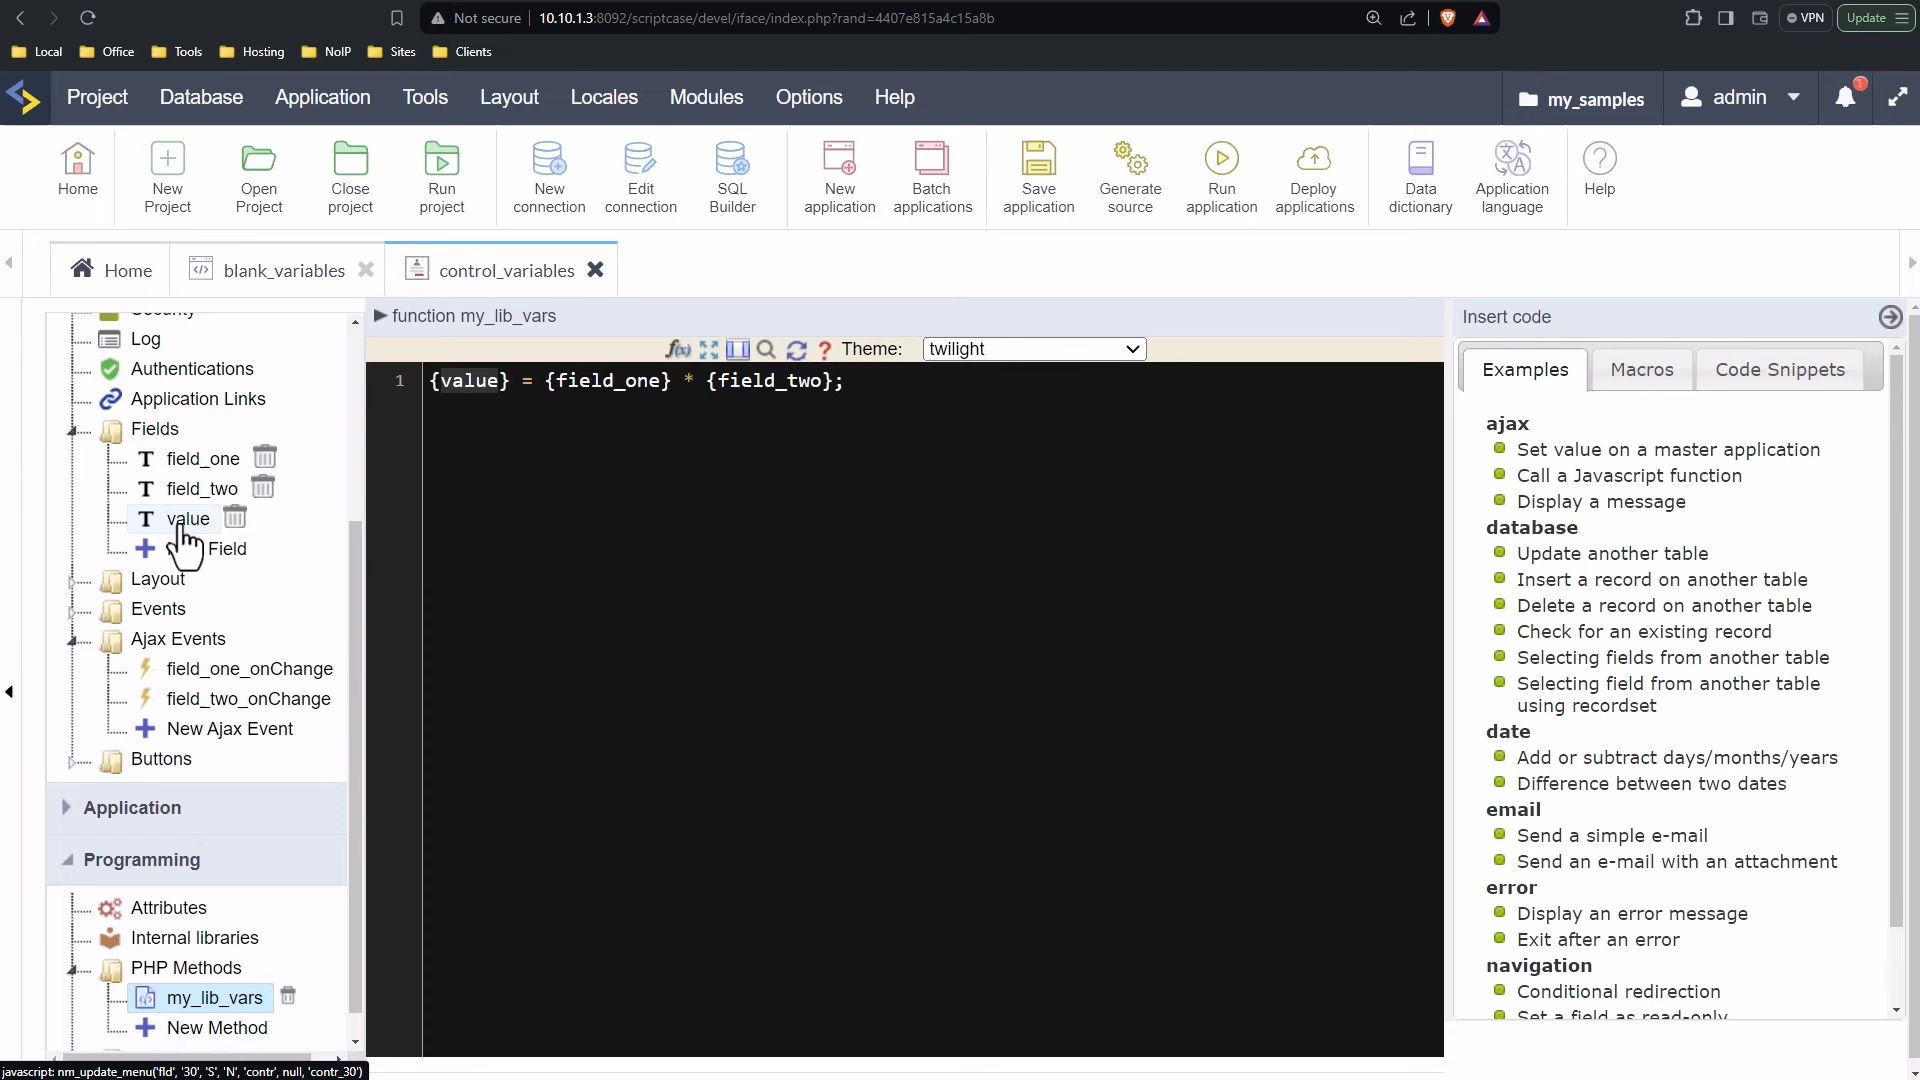 Not secure 10.10.1.3:8092/scriptcase/devel/iface/index.php?rand=4407e815a4c15a8b VPN Update
Local Office Tools Hosting NoIP Sites Clients
Project Database Application Tools Layout Locales Modules Options Help my_samples admin 1
Home
New Project
Open Project
Close project
Run project
New connection
Edit connection
SQL Builder
New application
Batch applications
Save application
Generate source
Run application
Deploy applications
Data dictionary
Application language
Help
Home blank_variables control_variables
Security
Log
Authentications
Application Links
Fields
field_one
field_two
value
Field
Layout
Events
Ajax Events
field_one_onChange
field_two_onChange
New Ajax Event
Buttons
Application
Programming
Attributes
Internal libraries
PHP Methods
my_lib_vars
New Method
javascript: nm_update_menu('fld', '30', 'S', 'N', 'contr', null, 'contr_30')
function my_lib_vars
f(x) ? Theme: twilight
1 {value} = {field_one} * {field_two};
Insert code
Examples Macros Code Snippets
ajax
Set value on a master application
Call a Javascript function
Display a message
database
Update another table
Insert a record on another table
Delete a record on another table
Check for an existing record
Selecting fields from another table
Selecting field from another table
using recordset
date
Add or subtract days/months/years
Difference between two dates
email
Send a simple e-mail
Send an e-mail with an attachment
error
Display an error message
Exit after an error
navigation
Conditional redirection
Set a field as read-only